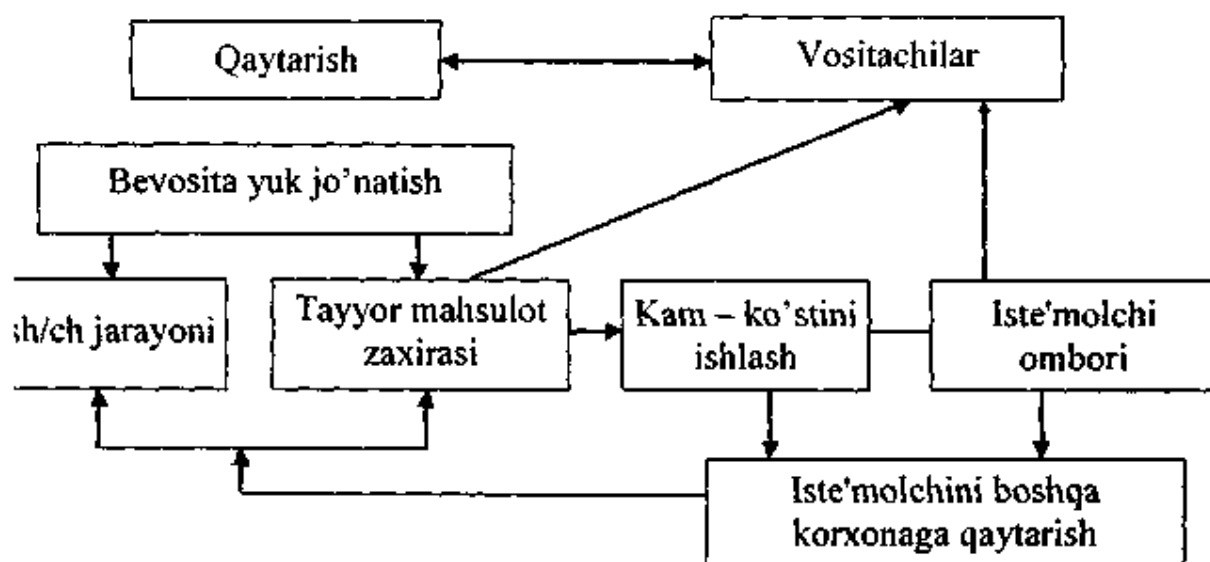 Qaytarish
Vositachilar
Bevosita yuk jo'natish
sh/ch jarayoni
Tayyor mahsulot
zaxirasi
Kam – ko'stini
ishlash
Iste'molchi
ombori
Iste'molchini boshqa
korxonaga qaytarish